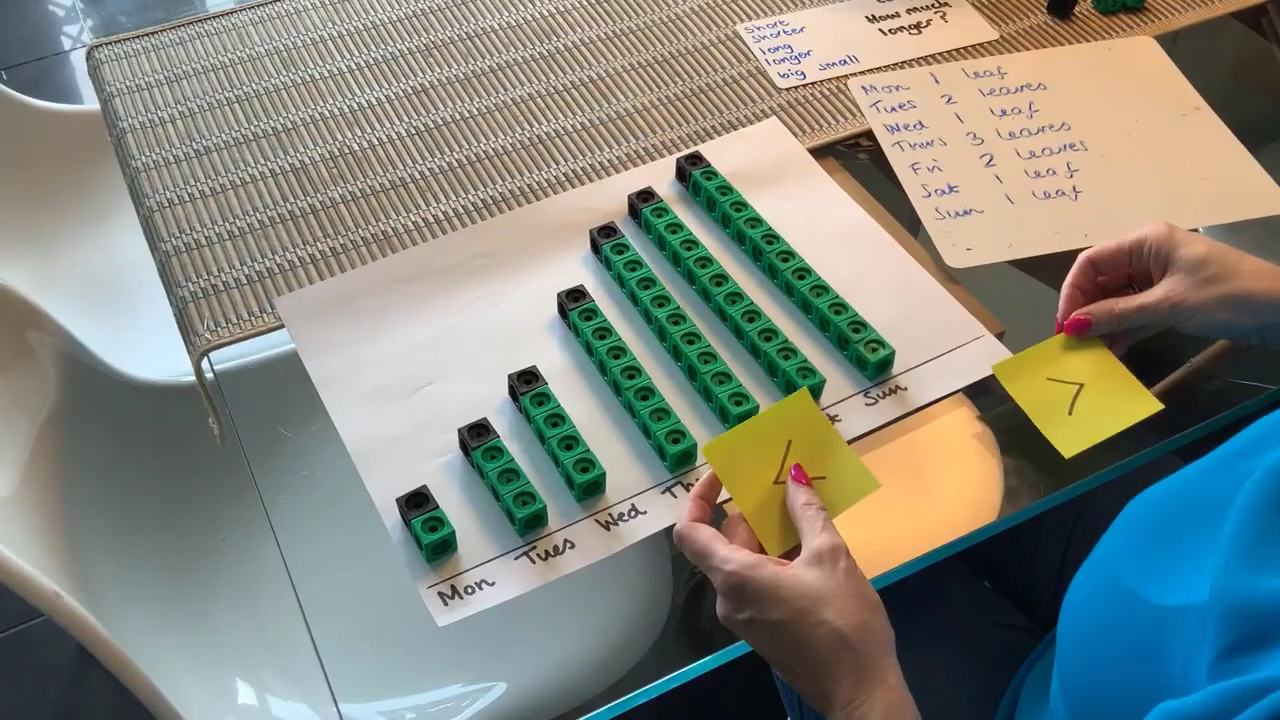 How much
longer?
short
shorter
long
longer
big small
Mon 1 leaf
Tues 2 leaves
Wed 1 leaf
Thurs 3 leaves
Fri 2 leaves
Sat 1 leaf
Sun 1 leaf
Mon Tues Wed Sun
<
>